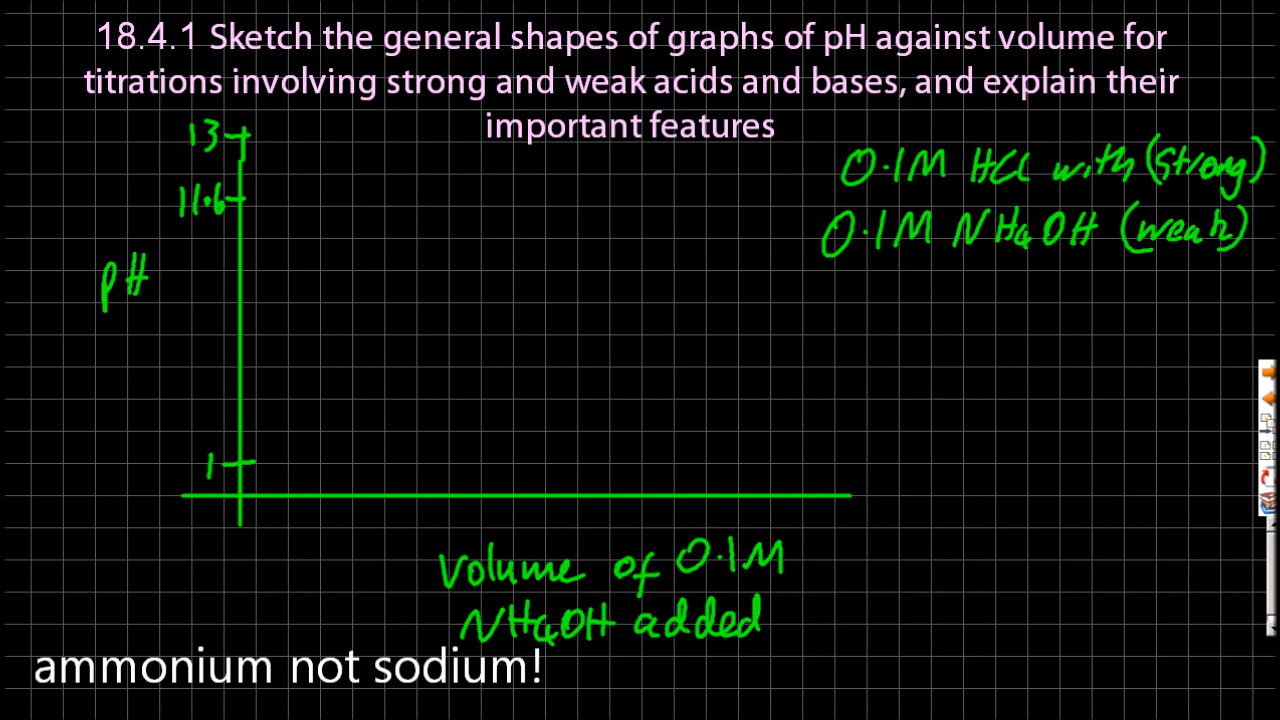 18.4.1 Sketch the general shapes of graphs of pH against volume for
titrations involving strong and weak acids and bases, and explain their
important features
13
11.6
pH
1
0.1M HCl with (strong)
0.1M NH4OH (weak)
Volume of 0.1M
NH4OH added
ammonium not sodium!